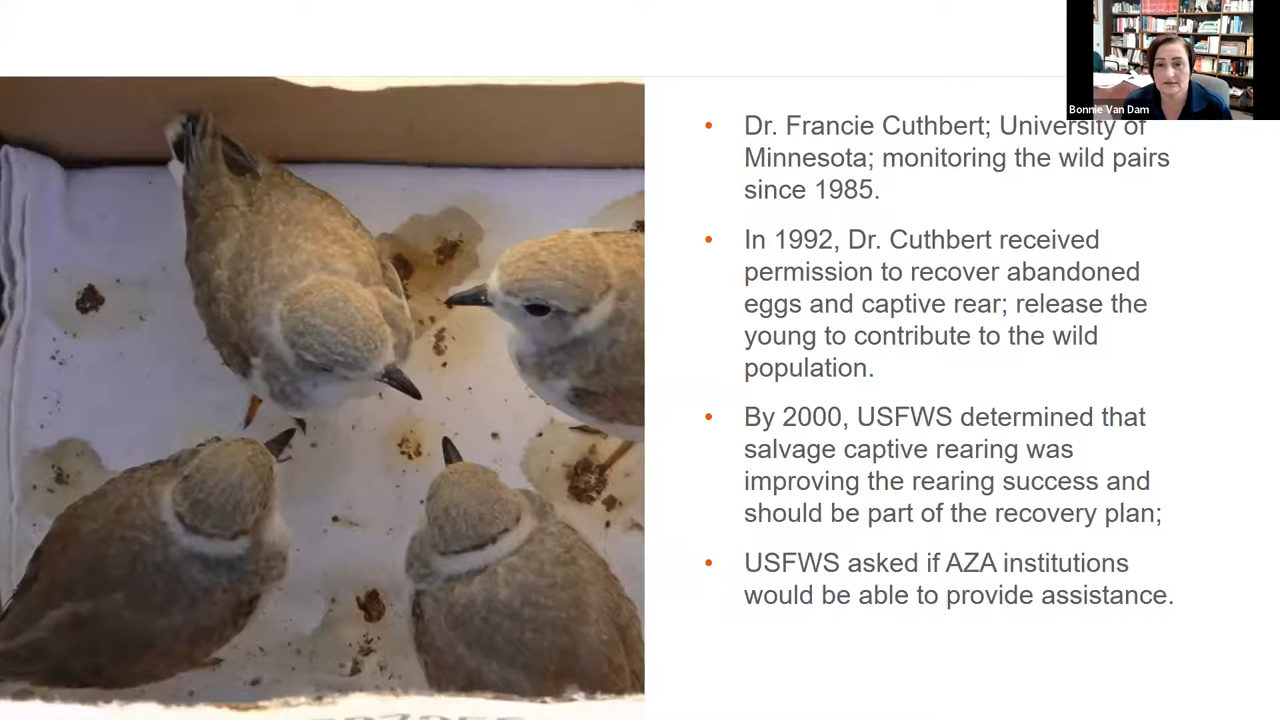 Bonnie Van Dam
• Dr. Francie Cuthbert; University of
Minnesota; monitoring the wild pairs
since 1985.
• In 1992, Dr. Cuthbert received
permission to recover abandoned
eggs and captive rear; release the
young to contribute to the wild
population.
• By 2000, USFWS determined that
salvage captive rearing was
improving the rearing success and
should be part of the recovery plan;
• USFWS asked if AZA institutions
would be able to provide assistance.